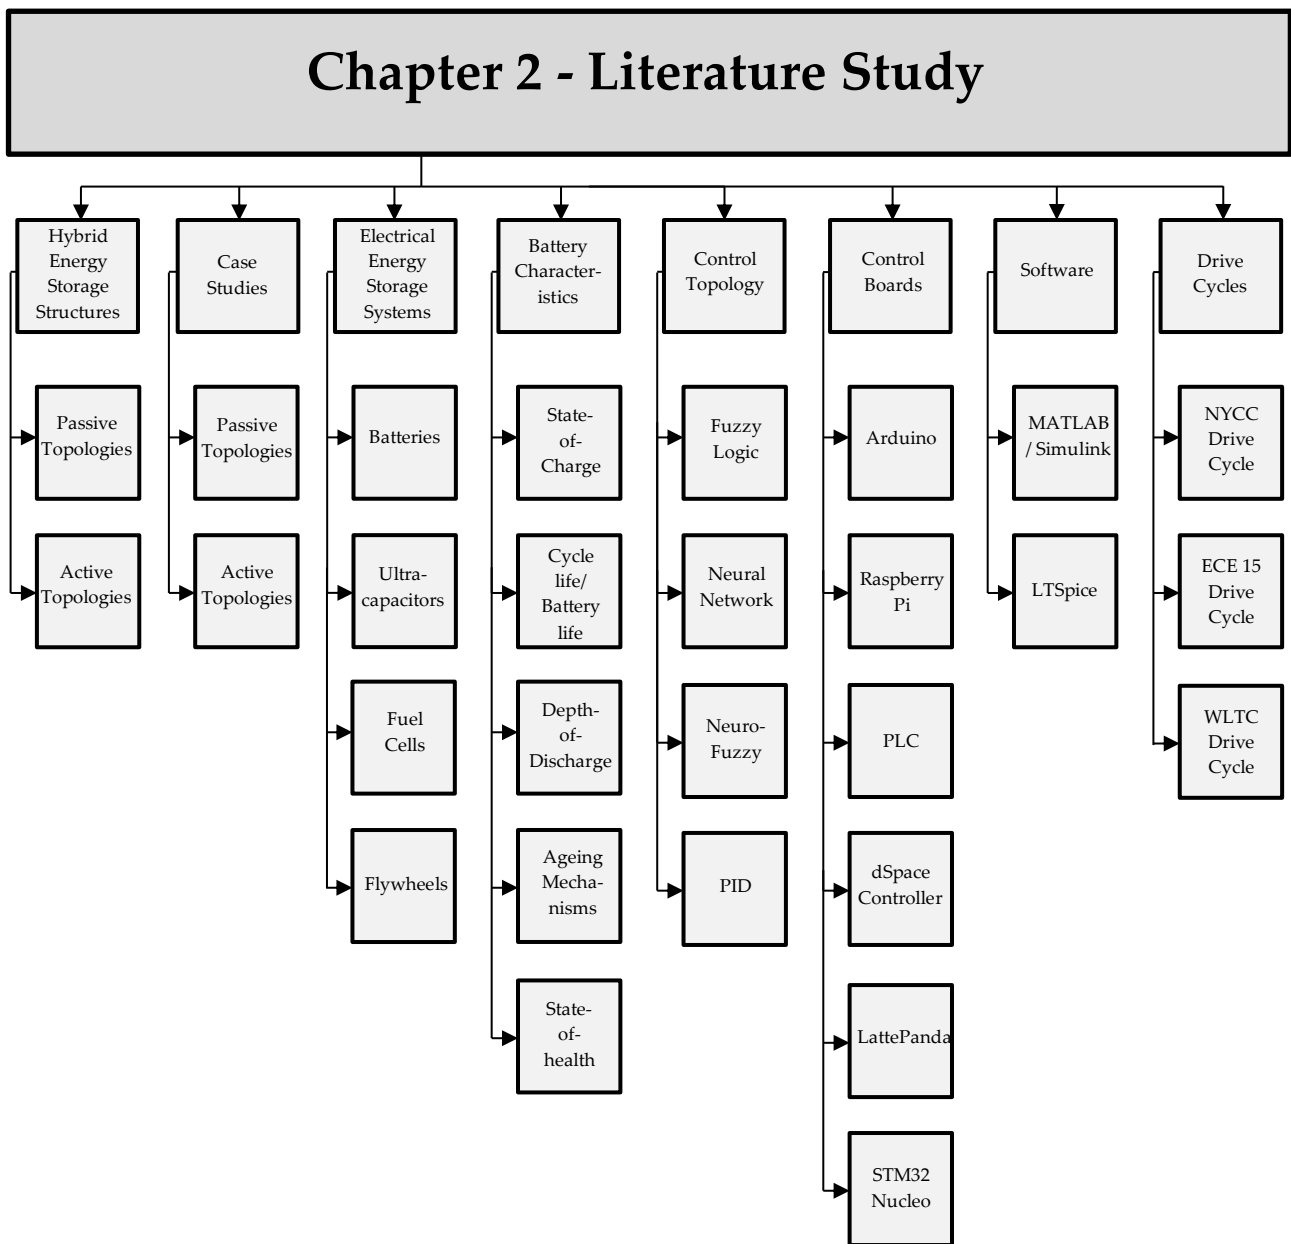 Chapter 2 - Literature Study
Hybrid
Energy
Storage
Structures
Case
Studies
Electrical
Energy
Storage
Systems
Battery
Character-
istics
Control
Topology
Control
Boards
Software
Drive
Cycles
Passive
Topologies
Active
Topologies
Passive
Topologies
Active
Topologies
Batteries
Ultra-
capacitors
Fuel
Cells
Flywheels
State-
of-
Charge
Cycle
life/
Battery
life
Depth-
of-
Discharge
Ageing
Mecha-
nisms
State-
of-
health
Fuzzy
Logic
Neural
Network
Neuro-
Fuzzy
PID
Arduino
Raspberry
Pi
PLC
dSpace
Controller
LattePanda
STM32
Nucleo
MATLAB
/ Simulink
LTSpice
NYCC
Drive
Cycle
ECE 15
Drive
Cycle
WLTC
Drive
Cycle